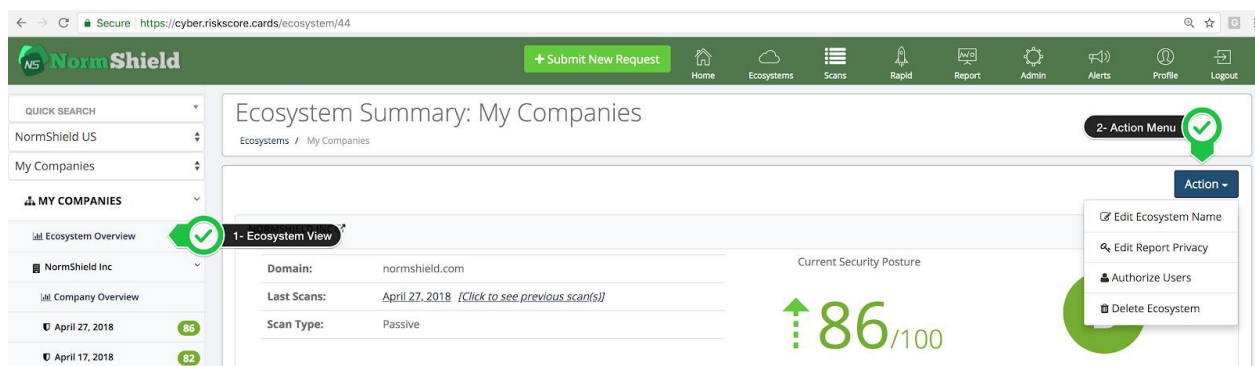 Secure https://cyber.riskscore.cards/ecosystem/44
NS NormShield
+ Submit New Request
Home
Ecosystems
Scans
Rapid
Report
Admin
Alerts
Profile
Logout
QUICK SEARCH
NormShield US
My Companies
MY COMPANIES
Ecosystem Overview
NormShield Inc
Company Overview
April 27, 2018 86
April 17, 2018 82
Ecosystem Summary: My Companies
Ecosystems / My Companies
2- Action Menu
Action
Edit Ecosystem Name
Edit Report Privacy
Authorize Users
Delete Ecosystem
1- Ecosystem View
Domain: normshield.com
Last Scans: April 27, 2018 [Click to see previous scan(s)]
Scan Type: Passive
Current Security Posture
86/100